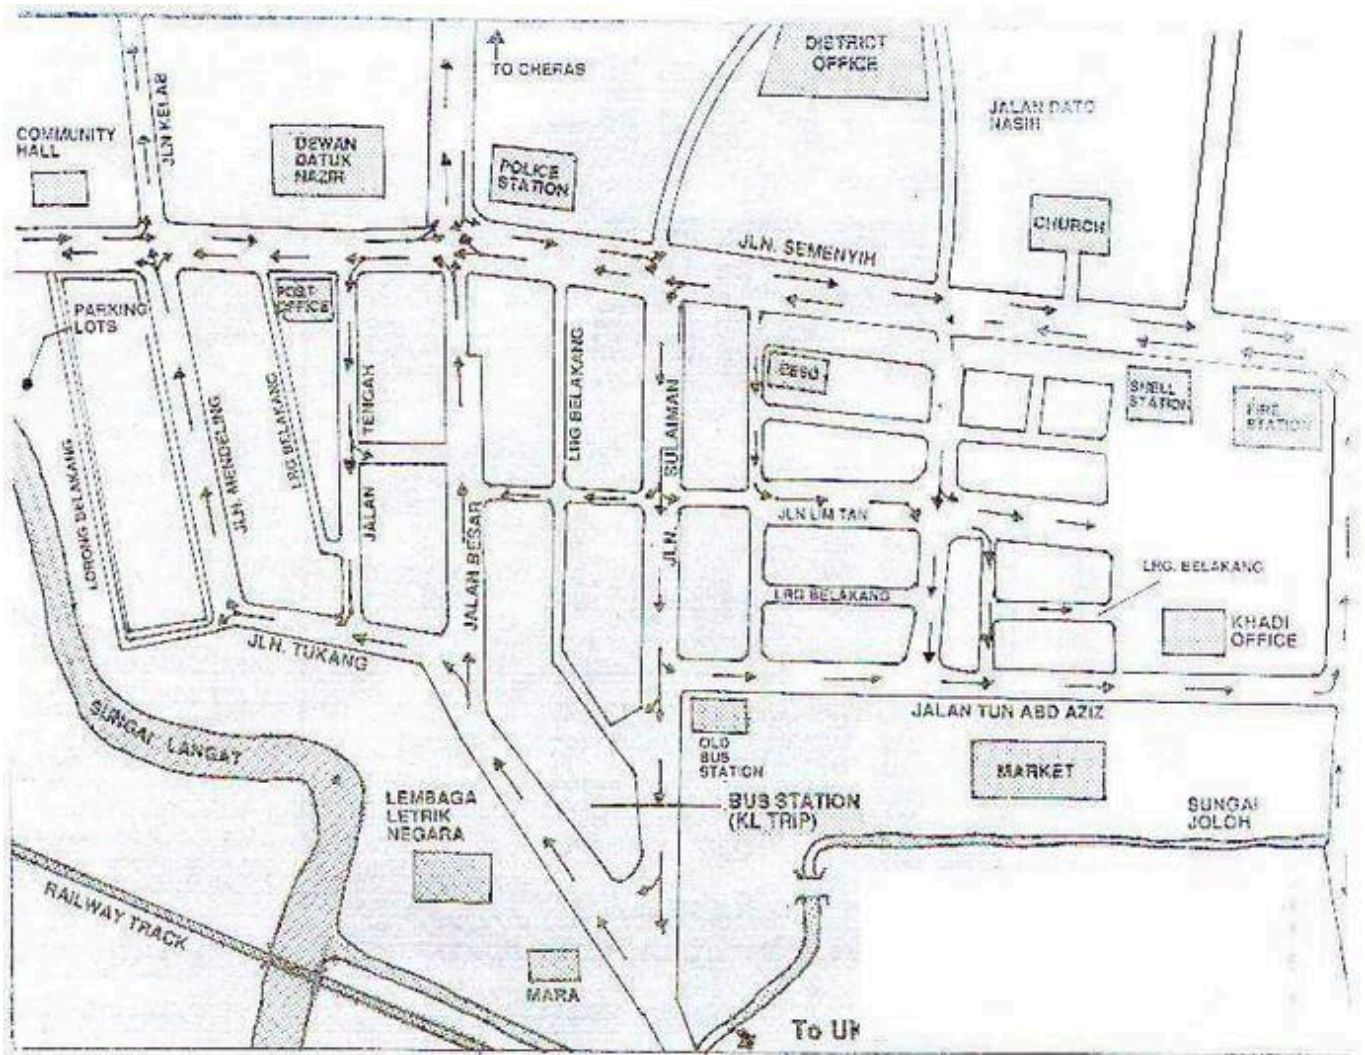 TO CHERAS
DISTRICT
OFFICE
JALAN DATO
NASIR
COMMUNITY
HALL
JLN KELAB
DEWAN
DATUK
NAZIR
POLICE
STATION
CHURCH
JLN. SEMENYIH
PARKING
LOTS
POST
OFFICE
ESSO
SHELL
STATION
FIRE
STATION
LORONG BELAKANG
JLN. MENDELING
LRG BELAKANG
JALAN TENGAH
JALAN BESAR
LRG BELAKANG
JLN. SULAIMAN
JLN LIM TAN
LRG BELAKANG
LRG. BELAKANG
KHADI
OFFICE
JLN. TUKANG
JALAN TUN ABD AZIZ
SUNGAI LANGAT
OLD
BUS
STATION
MARKET
LEMBAGA
LETRIK
NEGARA
BUS STATION
(KL TRIP)
SUNGAI
JOLOH
RAILWAY TRACK
MARA
To UK